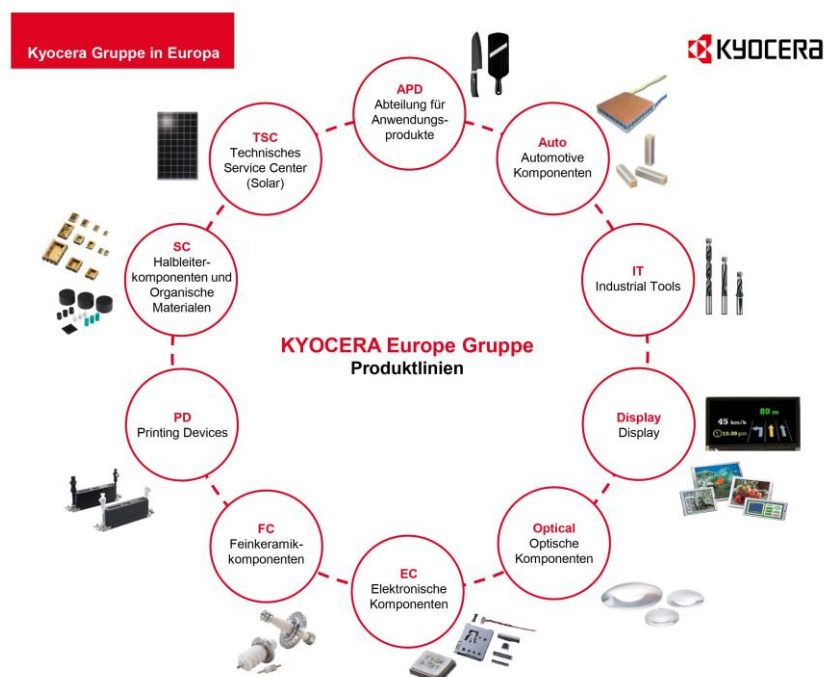 Kyocera Gruppe in Europa
KYOCERA
APD
Abteilung für
Anwendungs-
produkte
Auto
Automotive
Komponenten
IT
Industrial Tools
Display
Display
45 km/h
80 m
Optical
Optische
Komponenten
EC
Elektronische
Komponenten
FC
Feinkeramik-
komponenten
PD
Printing Devices
SC
Halbleiter-
komponenten und
Organische
Materialen
TSC
Technisches
Service Center
(Solar)
KYOCERA Europe Gruppe
Produktlinien